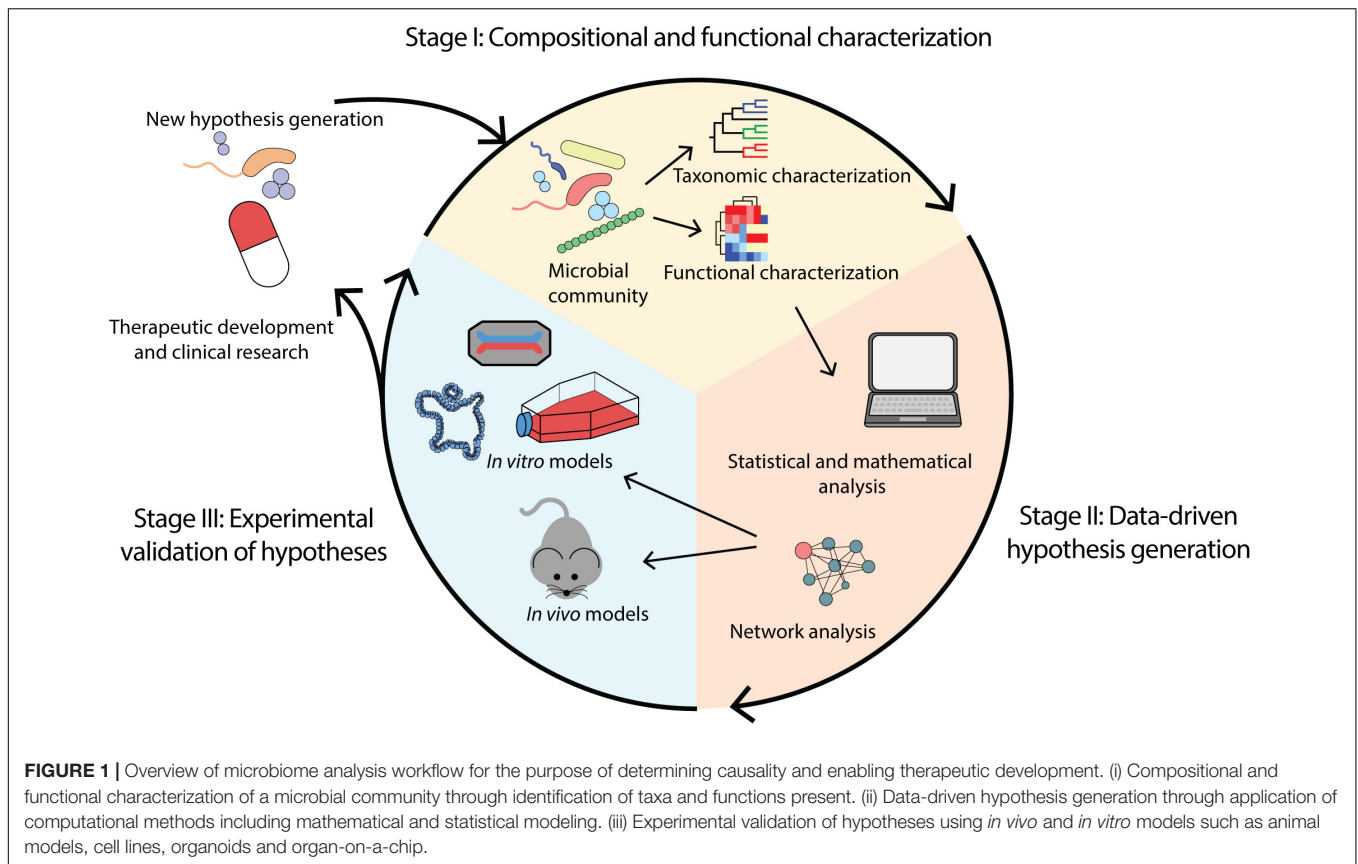 Stage I: Compositional and functional characterization
New hypothesis generation
Taxonomic characterization
Microbial
community
Functional characterization
Therapeutic development
and clinical research
In vitro models
Statistical and mathematical
analysis
Stage III: Experimental
validation of hypotheses
Stage II: Data-driven
hypothesis generation
In vivo models
Network analysis
FIGURE 1 | Overview of microbiome analysis workflow for the purpose of determining causality and enabling therapeutic development. (i) Compositional and
functional characterization of a microbial community through identification of taxa and functions present. (ii) Data-driven hypothesis generation through application of
computational methods including mathematical and statistical modeling. (iii) Experimental validation of hypotheses using in vivo and in vitro models such as animal
models, cell lines, organoids and organ-on-a-chip.